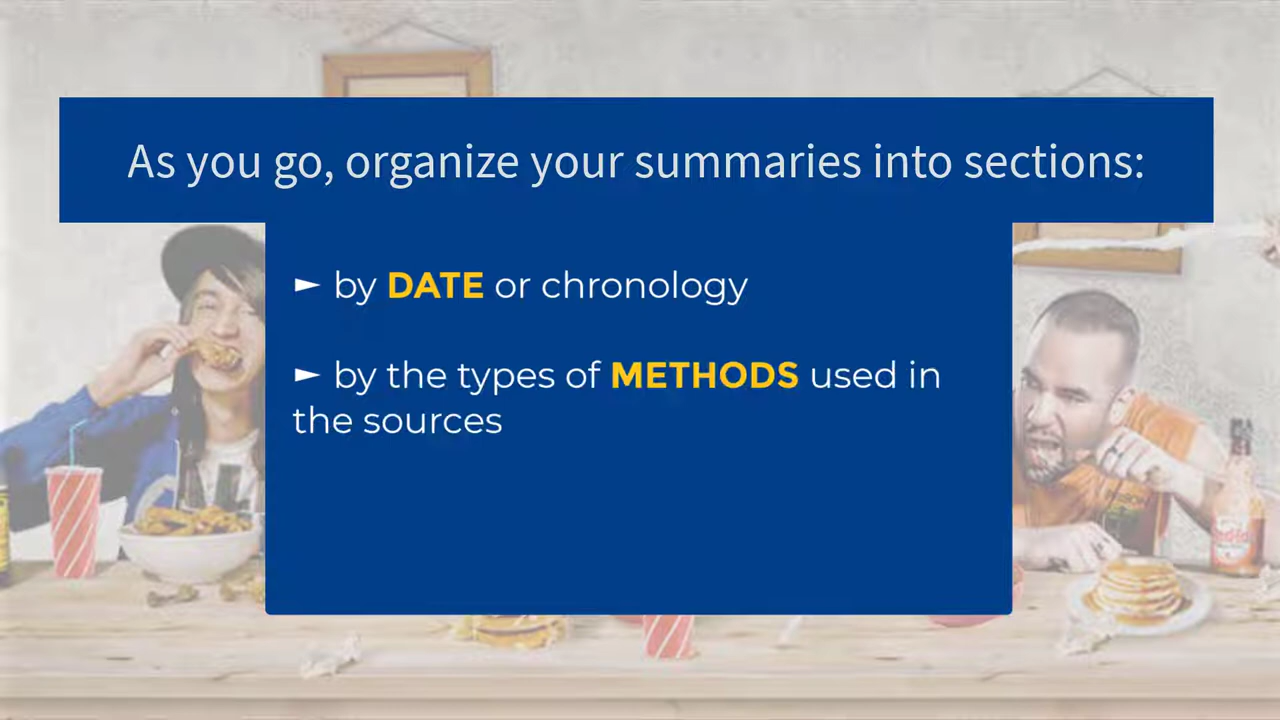 As you go, organize your summaries into sections:
► by DATE or chronology
► by the types of METHODS used in
the sources